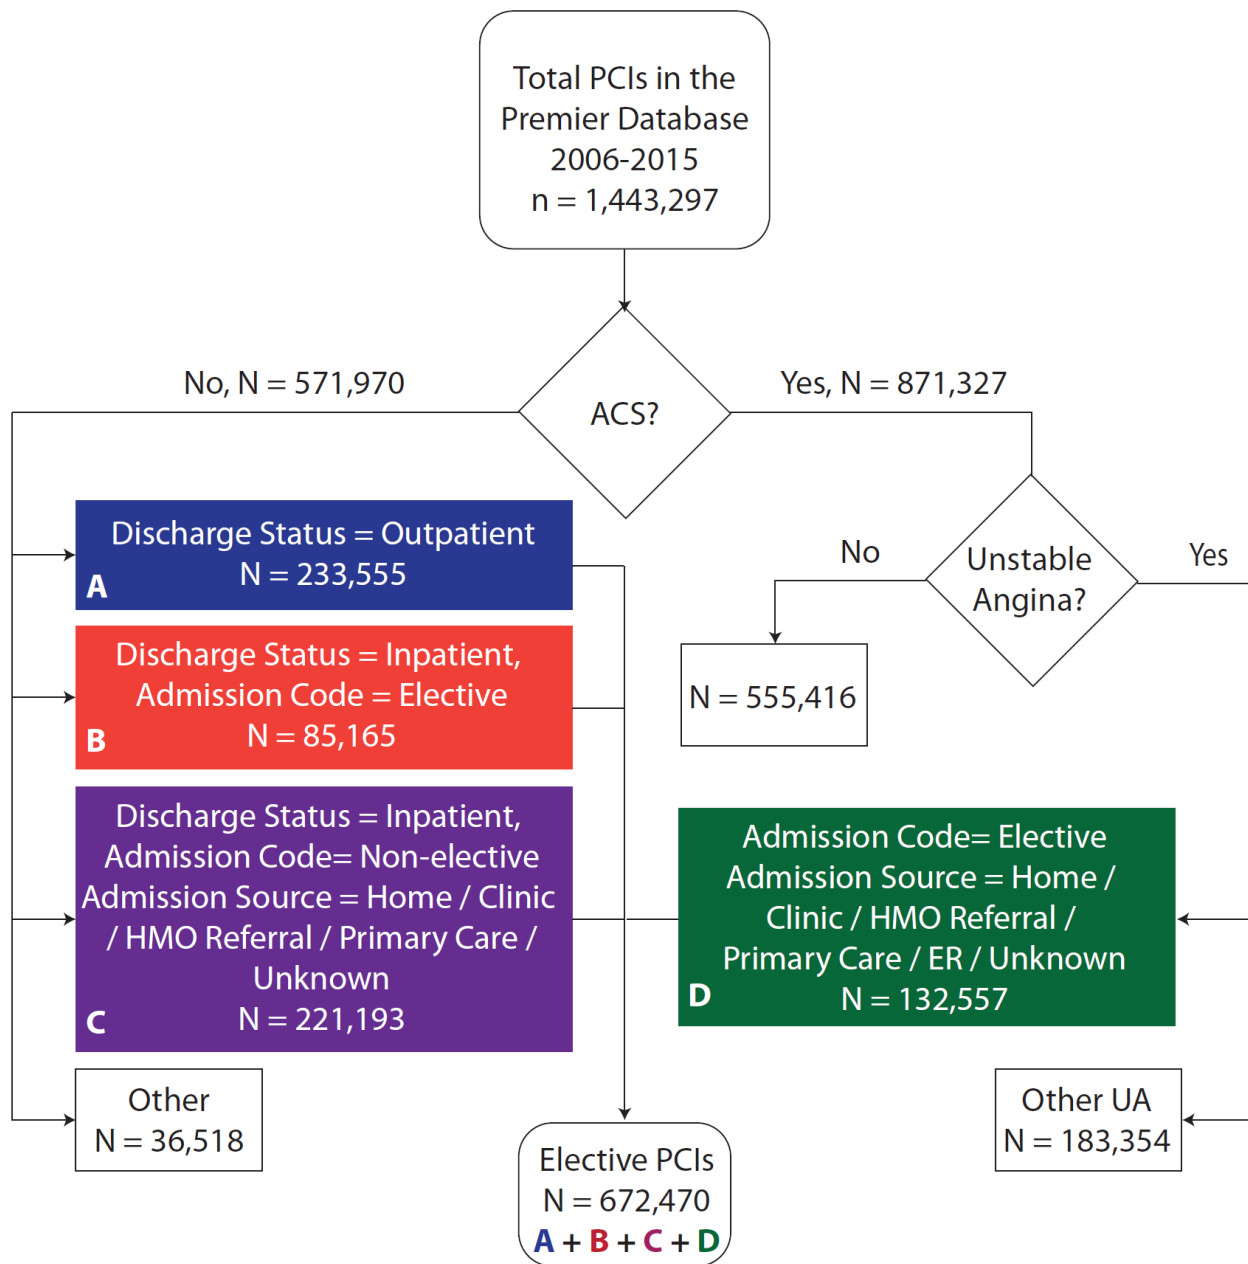 Total PCIs in the
Premier Database
2006-2015
n = 1,443,297
No, N = 571,970
Yes, N = 871,327
ACS?
Discharge Status = Outpatient
N = 233,555
A
No
Unstable
Angina?
Yes
Discharge Status = Inpatient,
Admission Code = Elective
N = 85,165
B
N = 555,416
Discharge Status = Inpatient,
Admission Code= Non-elective
Admission Source = Home / Clinic
/ HMO Referral / Primary Care /
Unknown
N = 221,193
C
Admission Code= Elective
Admission Source = Home /
Clinic / HMO Referral /
Primary Care / ER / Unknown
N = 132,557
D
Other
N = 36,518
Other UA
N = 183,354
Elective PCIs
N = 672,470
A + B + C + D